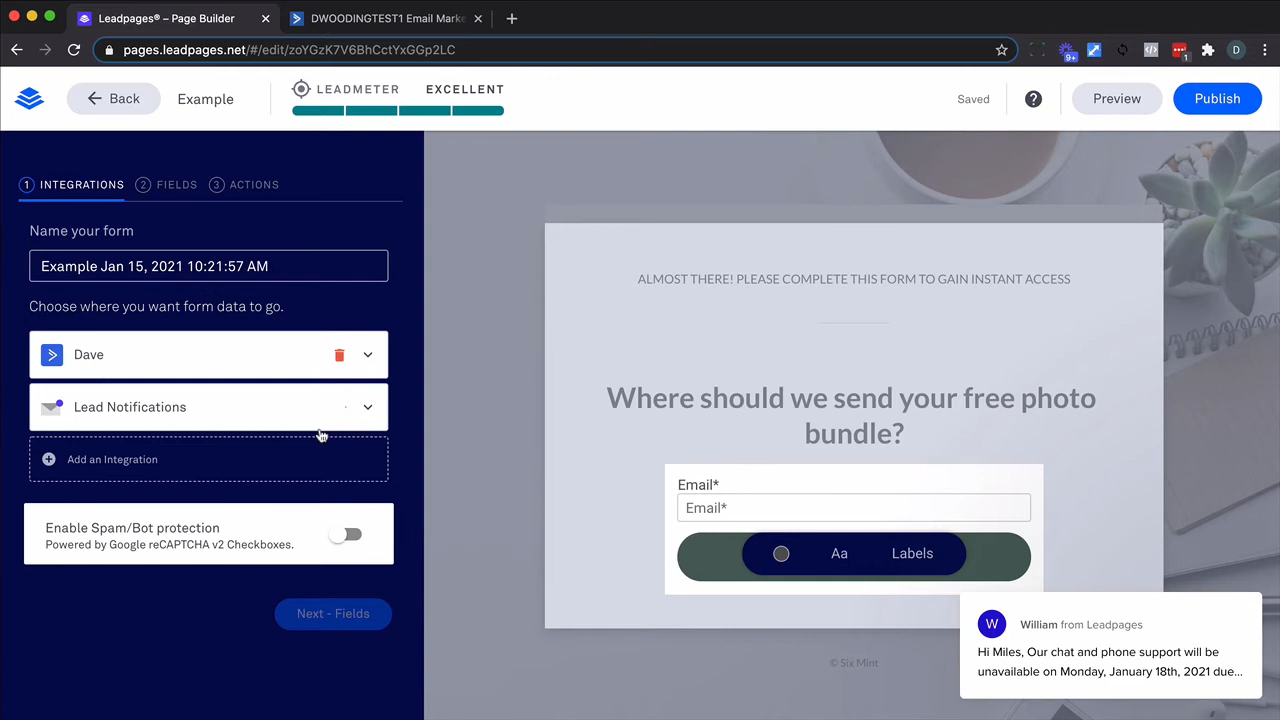 Leadpages® – Page Builder
DWOODINGTEST1 Email Marke
pages.leadpages.net/#/edit/zoYGzK7V6BhCctYxGGp2LC
9+
1
D
Back
Example
LEADMETER
EXCELLENT
Saved
Preview
Publish
1 INTEGRATIONS
2 FIELDS
3 ACTIONS
Name your form
Example Jan 15, 2021 10:21:57 AM
Choose where you want form data to go.
Dave
Lead Notifications
Add an Integration
Enable Spam/Bot protection
Powered by Google reCAPTCHA v2 Checkboxes.
Next - Fields
ALMOST THERE! PLEASE COMPLETE THIS FORM TO GAIN INSTANT ACCESS
Where should we send your free photo
bundle?
Email*
Email*
Aa
Labels
© Six Mint
W
William from Leadpages
Hi Miles, Our chat and phone support will be
unavailable on Monday, January 18th, 2021 due...